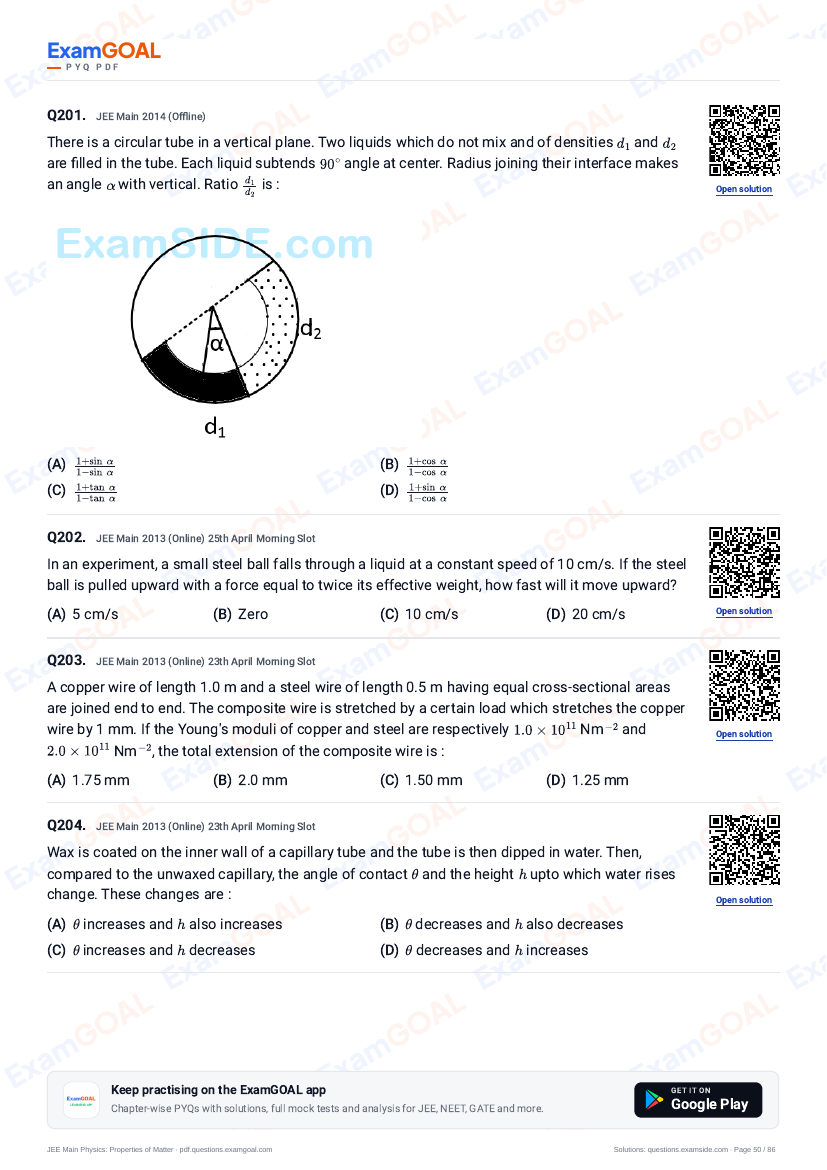 ExamGOAL
PYQ PDF
Q201. JEE Main 2014 (Offline)
There is a circular tube in a vertical plane. Two liquids which do not mix and of densities d₁ and d₂
are filled in the tube. Each liquid subtends 90° angle at center. Radius joining their interface makes
an angle α with vertical. Ratio d₁/d₂ is :
Open solution
ExamSIDE.com
α
d₂
d₁
(A) (1+sin α)/(1−sin α) (B) (1+cos α)/(1−cos α)
(C) (1+tan α)/(1−tan α) (D) (1+sin α)/(1−cos α)
Q202. JEE Main 2013 (Online) 25th April Morning Slot
In an experiment, a small steel ball falls through a liquid at a constant speed of 10 cm/s. If the steel
ball is pulled upward with a force equal to twice its effective weight, how fast will it move upward?
Open solution
(A) 5 cm/s (B) Zero (C) 10 cm/s (D) 20 cm/s
Q203. JEE Main 2013 (Online) 23th April Morning Slot
A copper wire of length 1.0 m and a steel wire of length 0.5 m having equal cross-sectional areas
are joined end to end. The composite wire is stretched by a certain load which stretches the copper
wire by 1 mm. If the Young's moduli of copper and steel are respectively 1.0 × 10¹¹ Nm⁻² and
2.0 × 10¹¹ Nm⁻², the total extension of the composite wire is :
Open solution
(A) 1.75 mm (B) 2.0 mm (C) 1.50 mm (D) 1.25 mm
Q204. JEE Main 2013 (Online) 23th April Morning Slot
Wax is coated on the inner wall of a capillary tube and the tube is then dipped in water. Then,
compared to the unwaxed capillary, the angle of contact θ and the height h upto which water rises
change. These changes are :
Open solution
(A) θ increases and h also increases (B) θ decreases and h also decreases
(C) θ increases and h decreases (D) θ decreases and h increases
ExamGOAL
Keep practising on the ExamGOAL app
Chapter-wise PYQs with solutions, full mock tests and analysis for JEE, NEET, GATE and more.
GET IT ON
Google Play
JEE Main Physics: Properties of Matter · pdf.questions.examgoal.com Solutions: questions.examside.com · Page 50 / 86